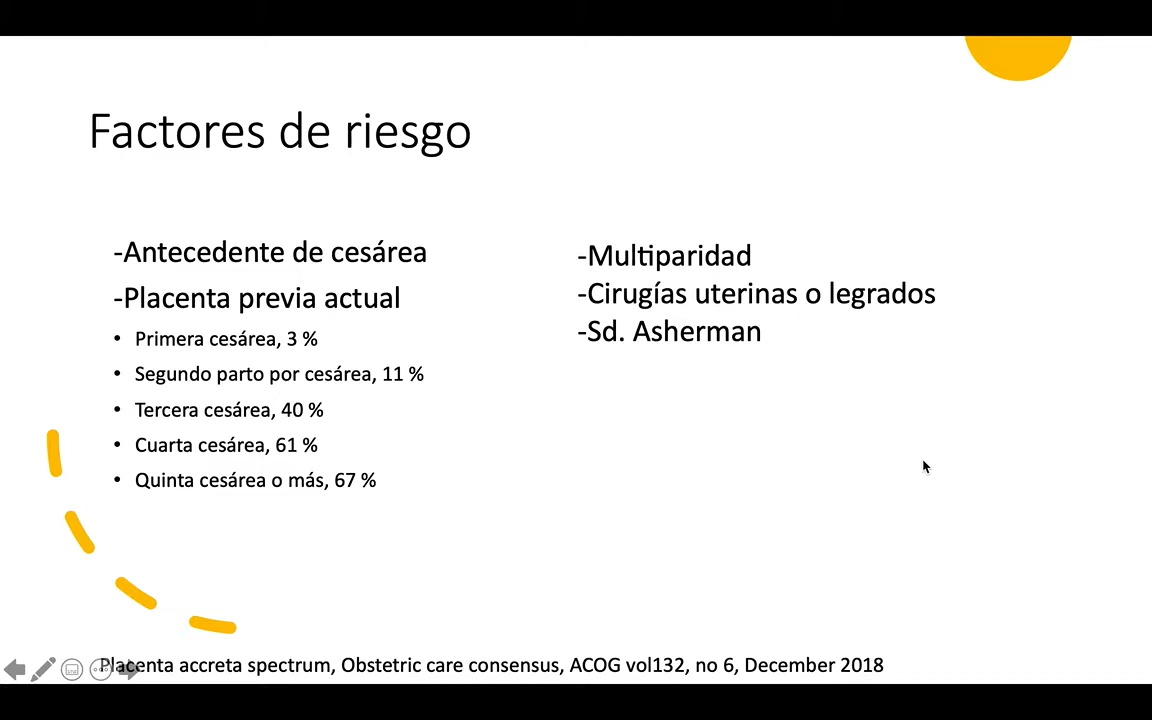 Factores de riesgo
-Antecedente de cesárea
-Placenta previa actual
• Primera cesárea, 3 %
• Segundo parto por cesárea, 11 %
• Tercera cesárea, 40 %
• Cuarta cesárea, 61 %
• Quinta cesárea o más, 67 %
-Multiparidad
-Cirugías uterinas o legrados
-Sd. Asherman
Placenta accreta spectrum, Obstetric care consensus, ACOG vol132, no 6, December 2018